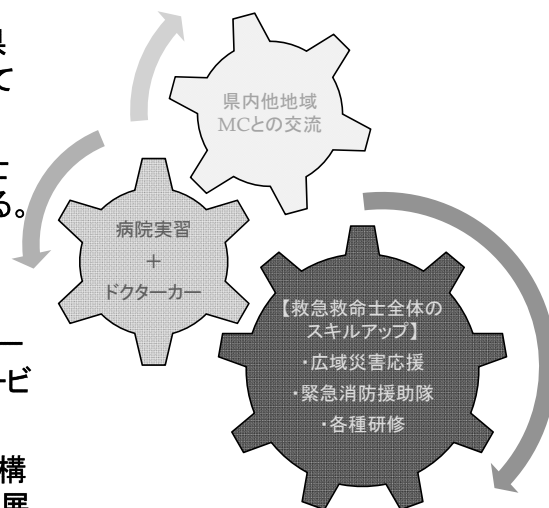 県
て
士
る。
ー
ービ
構
展
県内他地域
MCとの交流
病院実習
＋
ドクターカー
【救急救命士全体の
スキルアップ】
・広域災害応援
・緊急消防援助隊
・各種研修